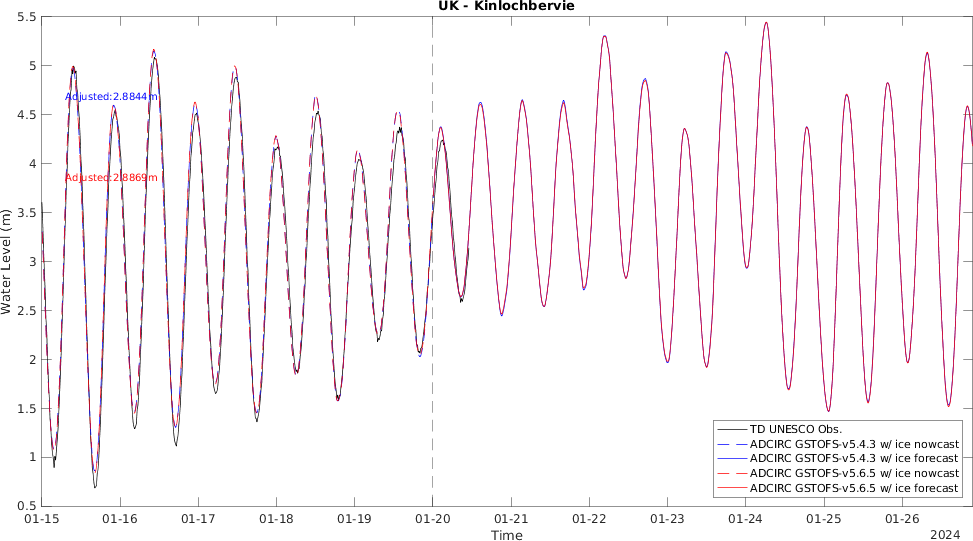 UK - Kinlochbervie
5.5
5
4.5
4
3.5
3
2.5
2
1.5
1
0.5
Water Level (m)
Adjusted:2.8844m
Adjusted:2.8869m
TD UNESCO Obs.
ADCIRC GSTOFS-v5.4.3 w/ ice nowcast
ADCIRC GSTOFS-v5.4.3 w/ ice forecast
ADCIRC GSTOFS-v5.6.5 w/ ice nowcast
ADCIRC GSTOFS-v5.6.5 w/ ice forecast
01-15 01-16 01-17 01-18 01-19 01-20 01-21 01-22 01-23 01-24 01-25 01-26
Time
2024